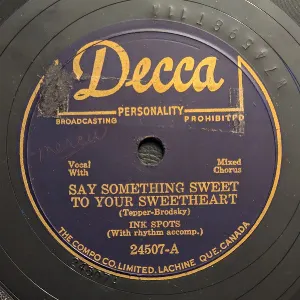 Decca
PERSONALITY
BROADCASTING PROHIBITED
Vocal With
Mixed Chorus
SAY SOMETHING SWEET
TO YOUR SWEETHEART
(Tepper-Brodsky)
INK SPOTS
(With rhythm accomp.)
24507-A
THE COMPO CO. LIMITED. LACHINE QUE. CANADA